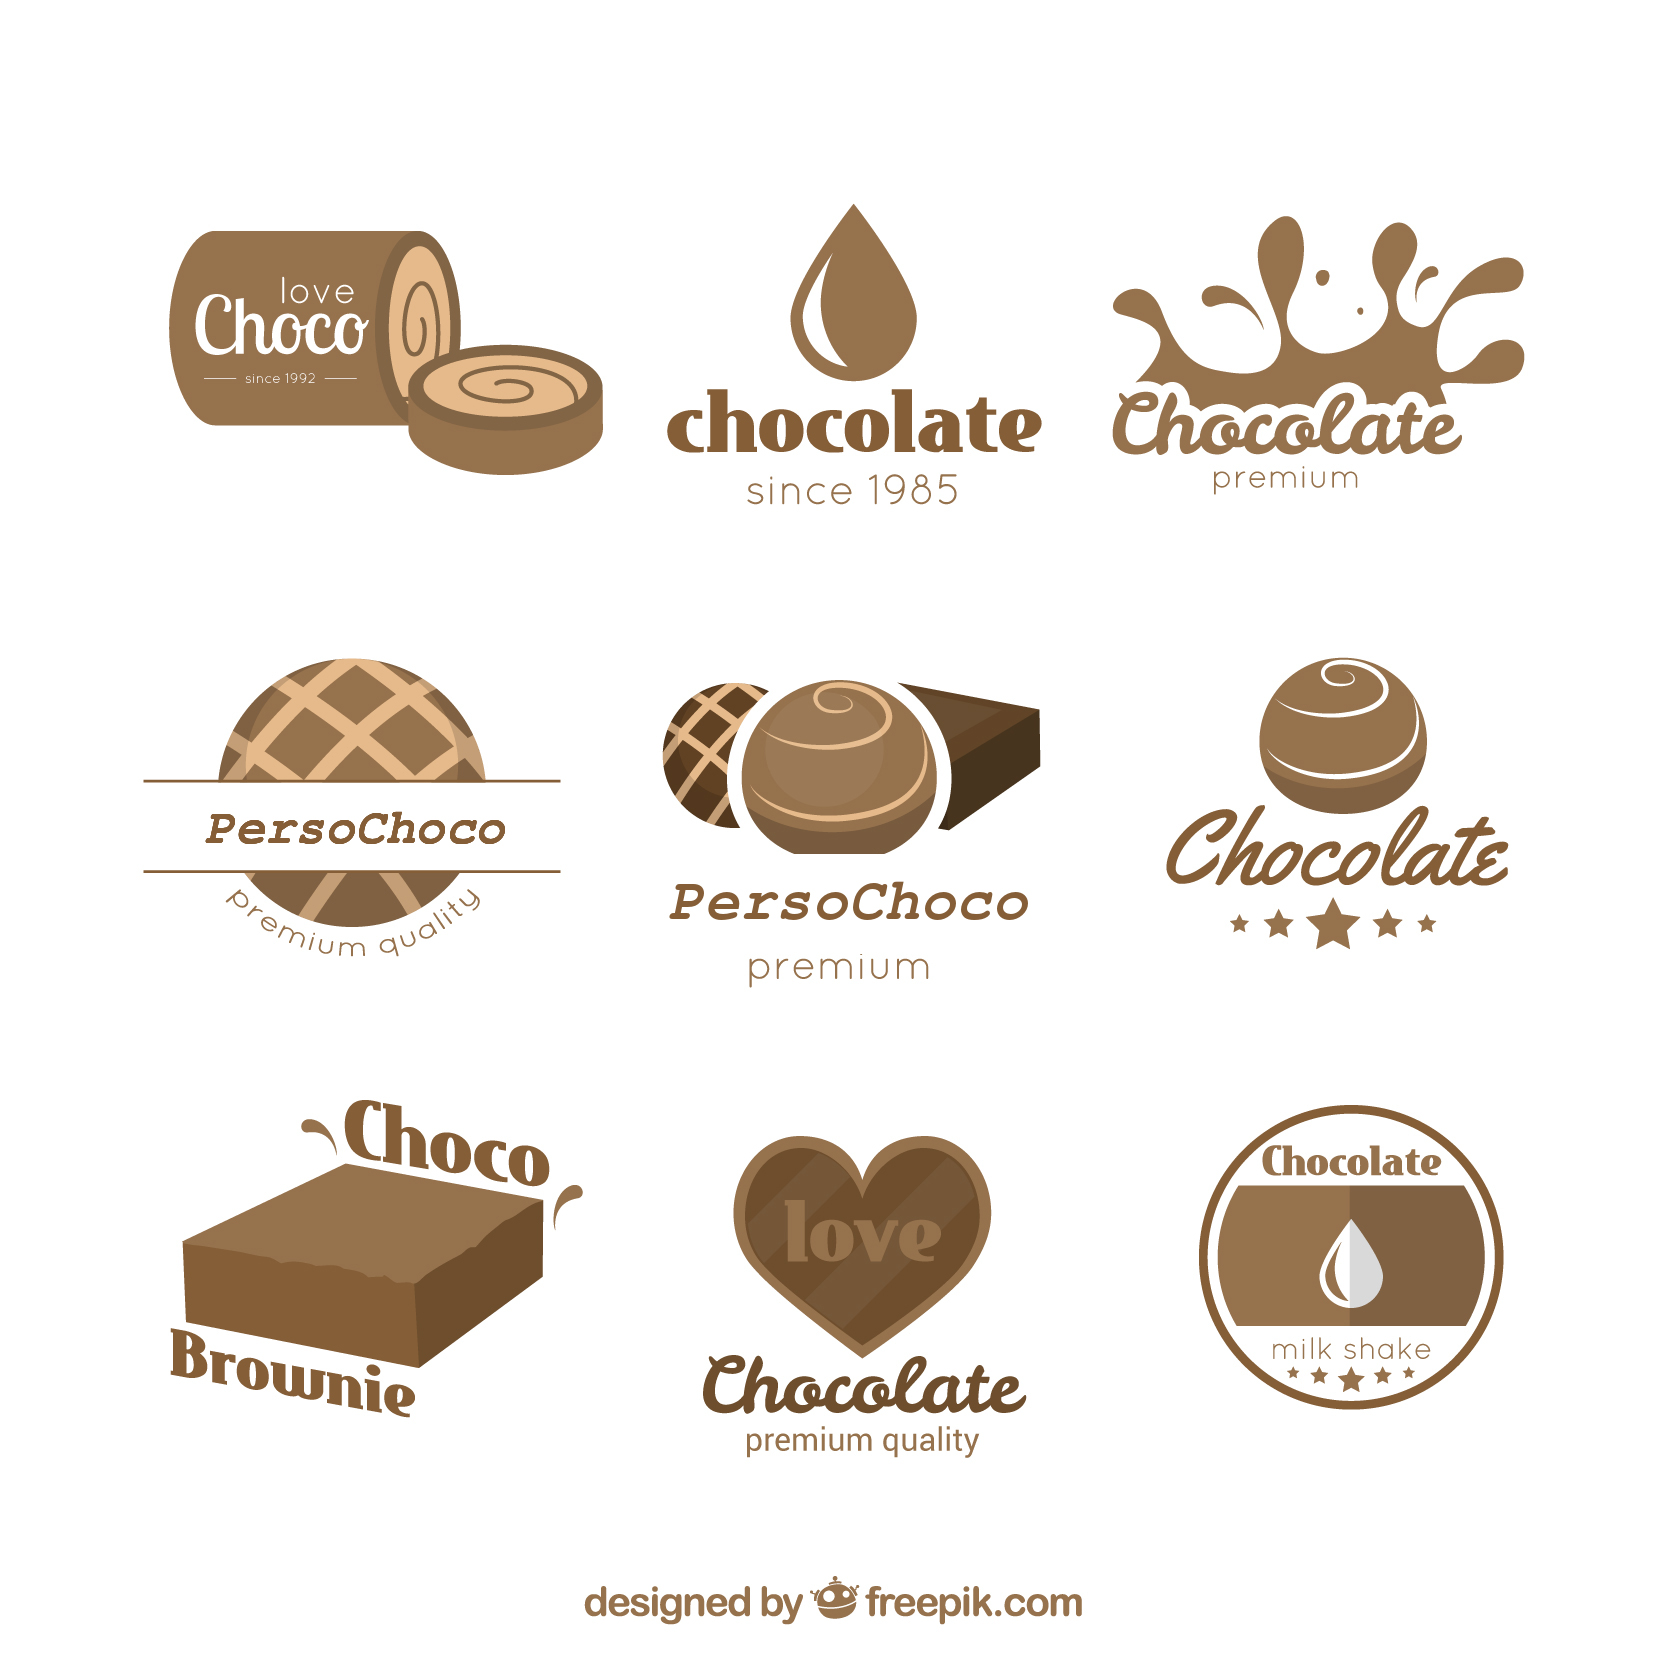 love
Choco
since 1992
chocolate
since 1985
Chocolate
premium
PersoChoco
premium quality
PersoChoco
premium
Chocolate
Choco
Brownie
love
Chocolate
premium quality
Chocolate
milk shake
designed by freepik.com